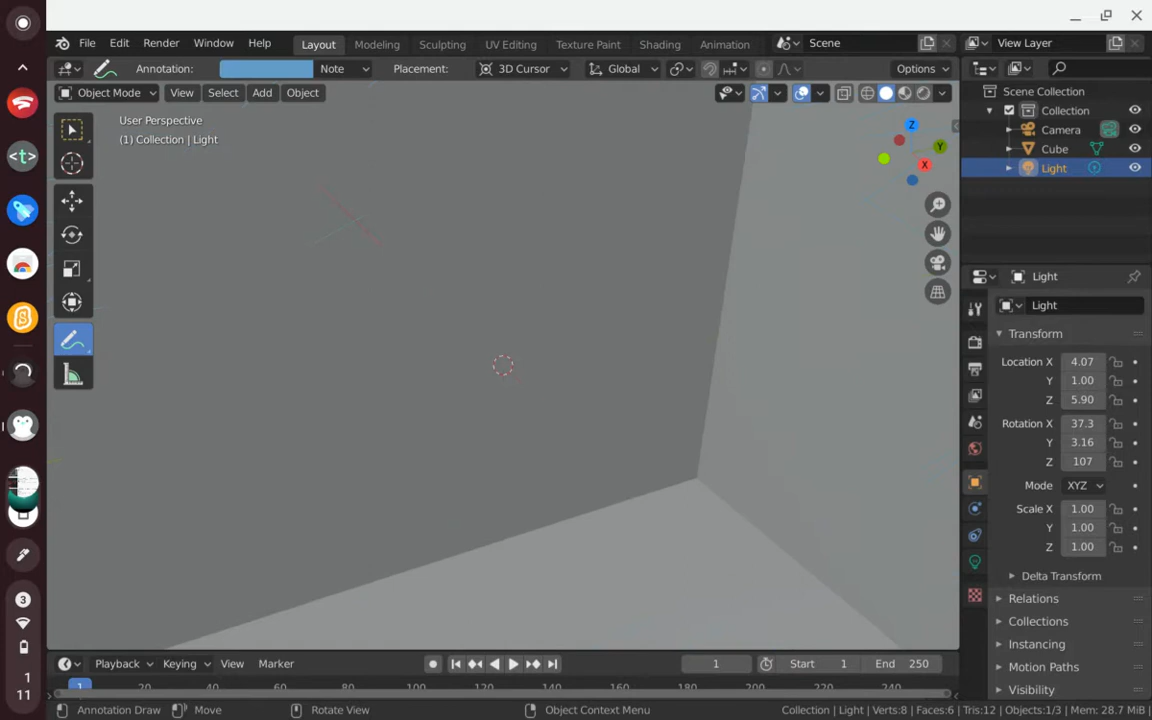 File Edit Render Window Help Layout Modeling Sculpting UV Editing Texture Paint Shading Animation Scene View Layer
Annotation: Note Placement: 3D Cursor Global Options
Object Mode View Select Add Object
User Perspective
(1) Collection | Light
Z
Y
X
Scene Collection
Collection
Camera
Cube
Light
Light
Light
Transform
Location X 4.07
Y 1.00
Z 5.90
Rotation X 37.3
Y 3.16
Z 107
Mode XYZ
Scale X 1.00
Y 1.00
Z 1.00
Delta Transform
Relations
Collections
Instancing
Motion Paths
Visibility
<t>
3
1
11
Playback Keying View Marker 1 Start 1 End 250
1 20 40 60 80 100 120 140 160 180 200 220 240
Annotation Draw Move Rotate View Object Context Menu Collection | Light | Verts:8 | Faces:6 | Tris:12 | Objects:1/3 | Mem: 28.7 MiB